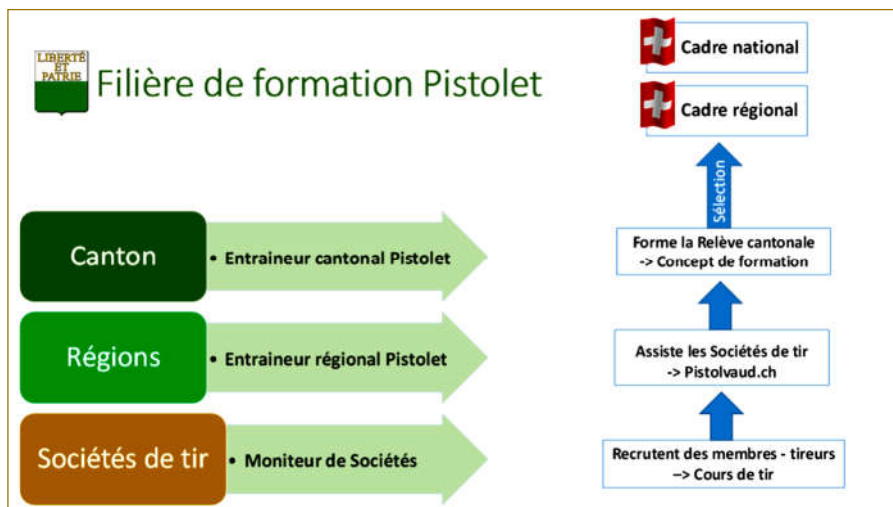 LIBERTÉ
ET
PATRIE
Filière de formation Pistolet
Cadre national
Cadre régional
Sélection
Canton
• Entraineur cantonal Pistolet
Forme la Relève cantonale
-> Concept de formation
Régions
• Entraineur régional Pistolet
Assiste les Sociétés de tir
-> Pistolvaud.ch
Sociétés de tir
• Moniteur de Sociétés
Recrutent des membres - tireurs
–> Cours de tir